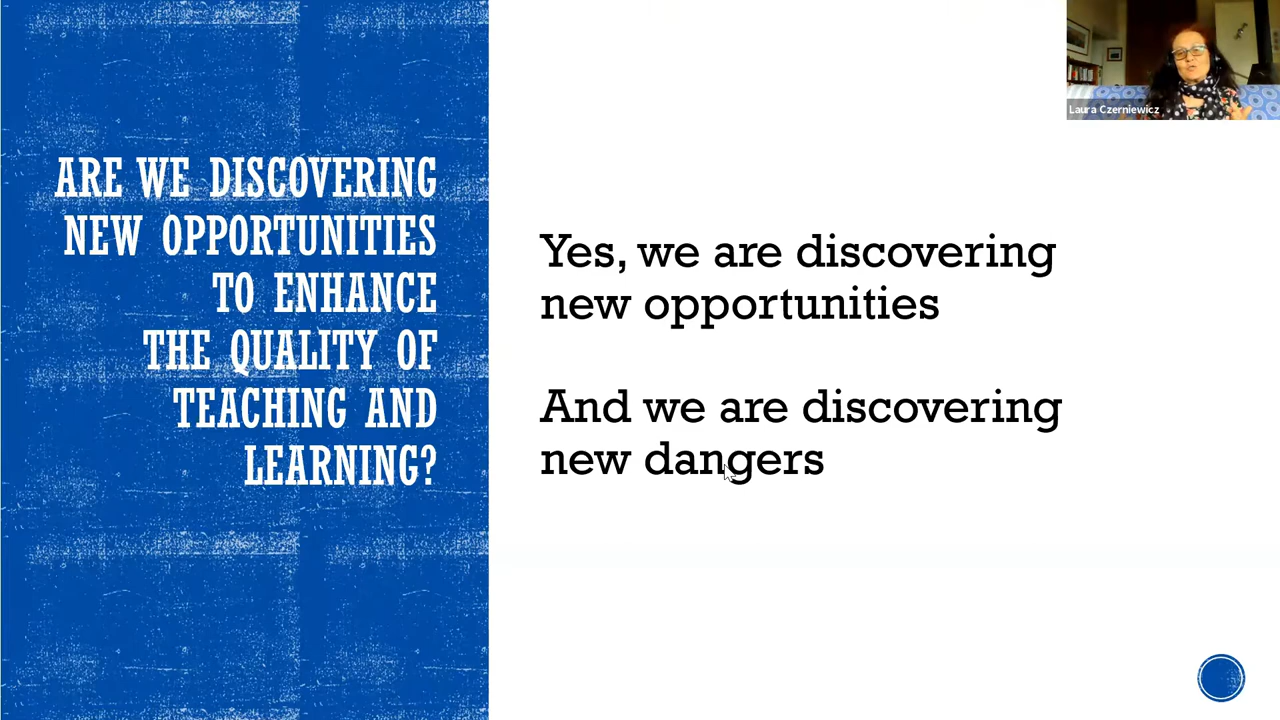 ARE WE DISCOVERING
NEW OPPORTUNITIES
TO ENHANCE
THE QUALITY OF
TEACHING AND
LEARNING?
Yes, we are discovering
new opportunities
And we are discovering
new dangers
Laura Czerniewicz